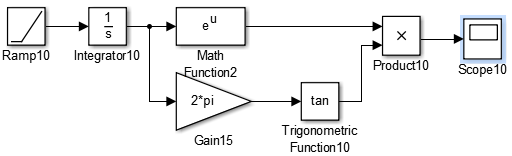 Ramp10
1
s
Integrator10
e^u
Math
Function2
2*pi
Gain15
tan
Trigonometric
Function10
×
Product10
Scope10